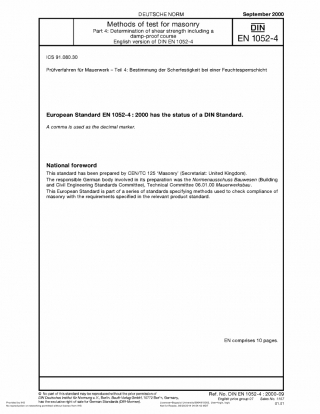 DEUTSCHE NORM
September 2000
Methods of test for masonry
Part 4: Determination of shear strength including a
damp-proof course
English version of DIN EN 1052-4
DIN
EN 1052-4
ICS 91.080.30
Prüfverfahren für Mauerwerk – Teil 4: Bestimmung der Scherfestigkeit bei einer Feuchtesperrschicht
European Standard EN 1052-4 : 2000 has the status of a DIN Standard.
A comma is used as the decimal marker.
National foreword
This standard has been prepared by CEN/TC 125 'Masonry' (Secretariat: United Kingdom).
The responsible German body involved in its preparation was the Normenausschuss Bauwesen (Building
and Civil Engineering Standards Committee), Technical Committee 06.01.00 Mauerwerksbau.
This European Standard is part of a series of standards specifying methods used to check compliance of
masonry with the requirements specified in the relevant product standard.
EN comprises 10 pages.
© No part of this standard may be reproduced without the prior permission of
DIN Deutsches Institut für Normung e. V., Berlin. Beuth Verlag GmbH, 10772 Berlin, Germany,
has the exclusive right of sale for German Standards (DIN-Normen).
Ref. No. DIN EN 1052-4 : 2000-09
English price group 07